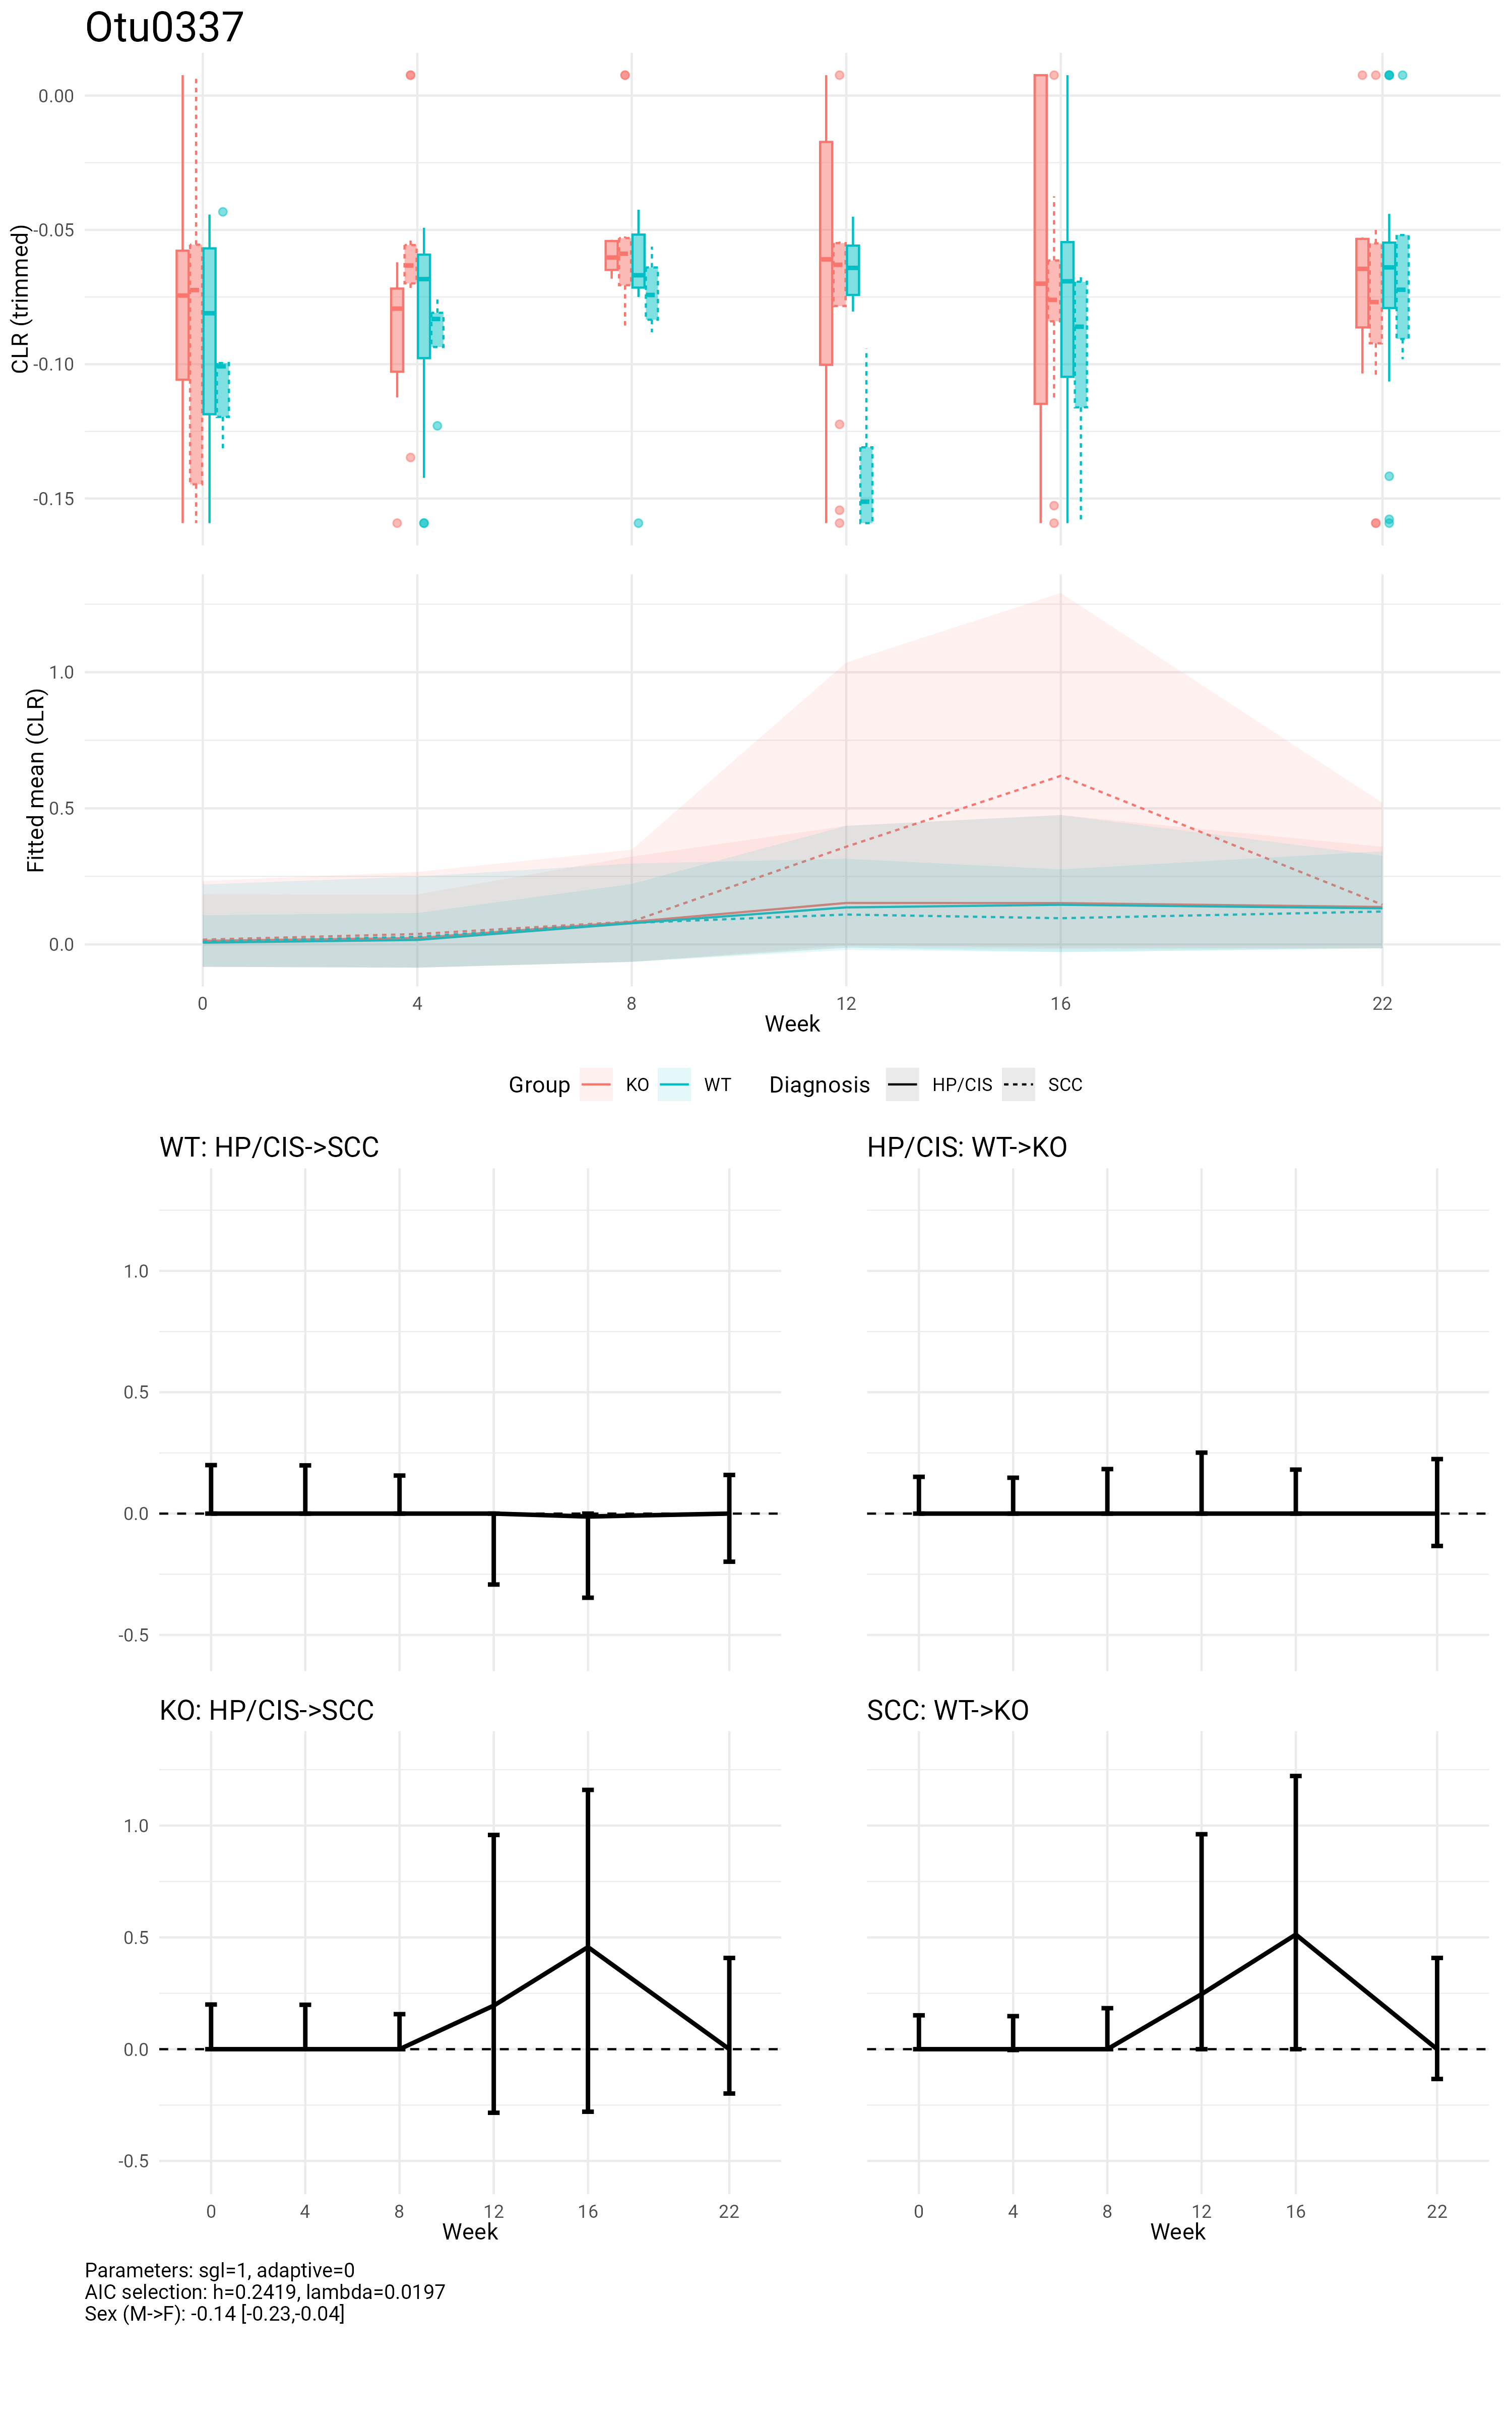 Otu0337
CLR (trimmed)
0.00
-0.05
-0.10
-0.15
Fitted mean (CLR)
1.0
0.5
0.0
0 4 8 12 16 22
Week
Group KO WT Diagnosis HP/CIS SCC
WT: HP/CIS->SCC
HP/CIS: WT->KO
1.0
0.5
0.0
-0.5
KO: HP/CIS->SCC
SCC: WT->KO
1.0
0.5
0.0
-0.5
0 4 8 12 16 22
0 4 8 12 16 22
Week
Week
Parameters: sgl=1, adaptive=0
AIC selection: h=0.2419, lambda=0.0197
Sex (M->F): -0.14 [-0.23,-0.04]